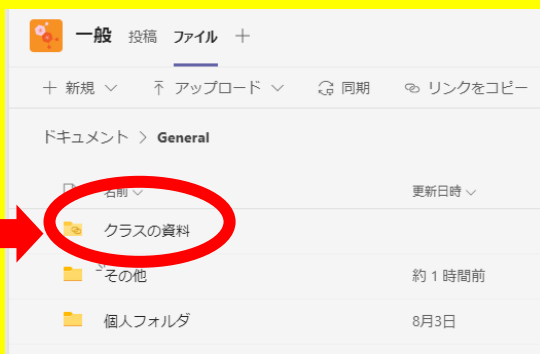 一般 投稿 ファイル
新規 アップロード 同期 リンクをコピー
ドキュメント > General
名前 更新日時
クラスの資料
その他 約 1 時間前
個人フォルダ 8月3日